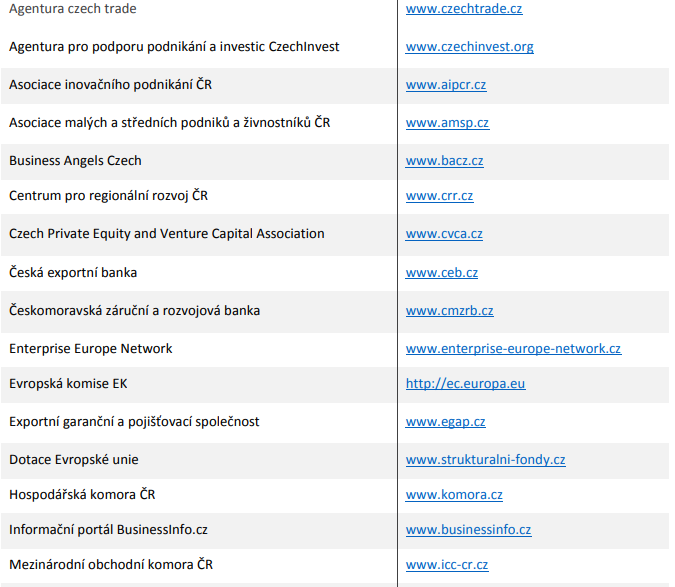 Agentura czech trade www.czechtrade.cz
Agentura pro podporu podnikání a investic CzechInvest www.czechinvest.org
Asociace inovačního podnikání ČR www.aipcr.cz
Asociace malých a středních podniků a živnostníků ČR www.amsp.cz
Business Angels Czech www.bacz.cz
Centrum pro regionální rozvoj ČR www.crr.cz
Czech Private Equity and Venture Capital Association www.cvca.cz
Česká exportní banka www.ceb.cz
Českomoravská záruční a rozvojová banka www.cmzrb.cz
Enterprise Europe Network www.enterprise-europe-network.cz
Evropská komise EK http://ec.europa.eu
Exportní garanční a pojišťovací společnost www.egap.cz
Dotace Evropské unie www.strukturalni-fondy.cz
Hospodářská komora ČR www.komora.cz
Informační portál BusinessInfo.cz www.businessinfo.cz
Mezinárodní obchodní komora ČR www.icc-cr.cz